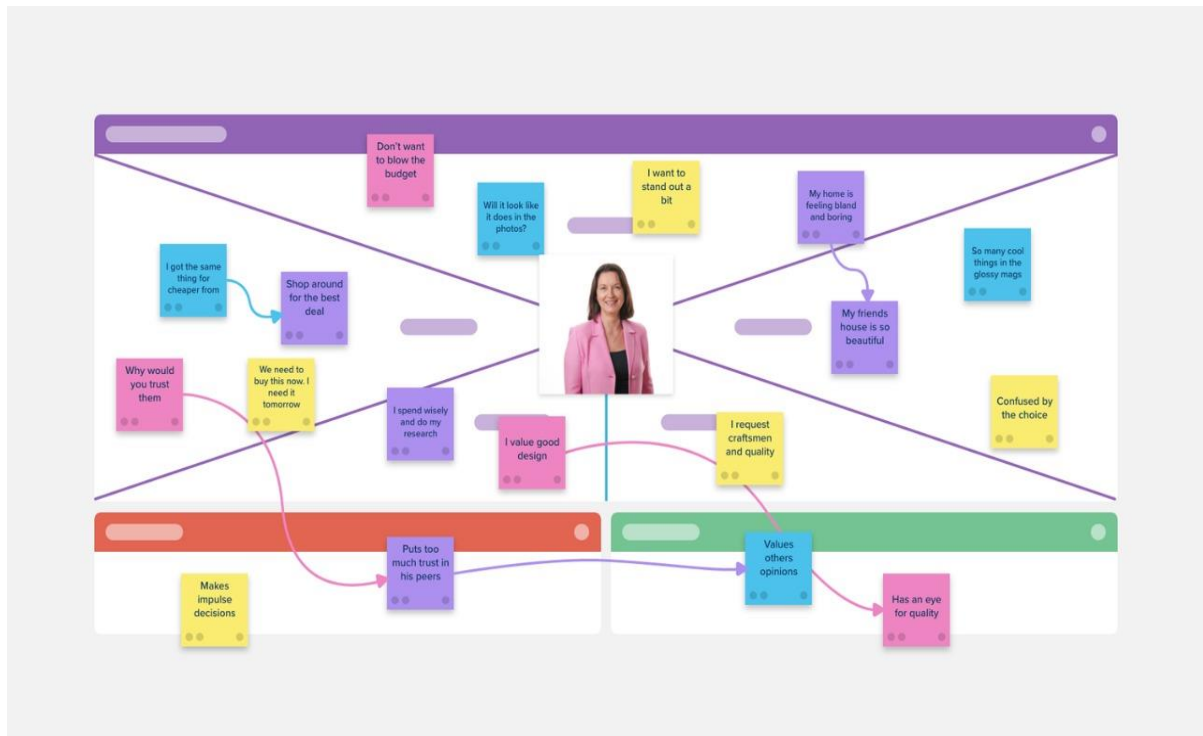 Don't want
to blow the
budget
Will it look like
it does in the
photos?
I want to
stand out a
bit
My home is
feeling bland
and boring
So many cool
things in the
glossy mags
I got the same
thing for
cheaper from
Shop around
for the best
deal
My friends
house is so
beautiful
Why would
you trust
them
We need to
buy this now. I
need it
tomorrow
I spend wisely
and do my
research
I value good
design
I request
craftsmen
and quality
Confused by
the choice
Makes
impulse
decisions
Puts too
much trust in
his peers
Values
others
opinions
Has an eye
for quality